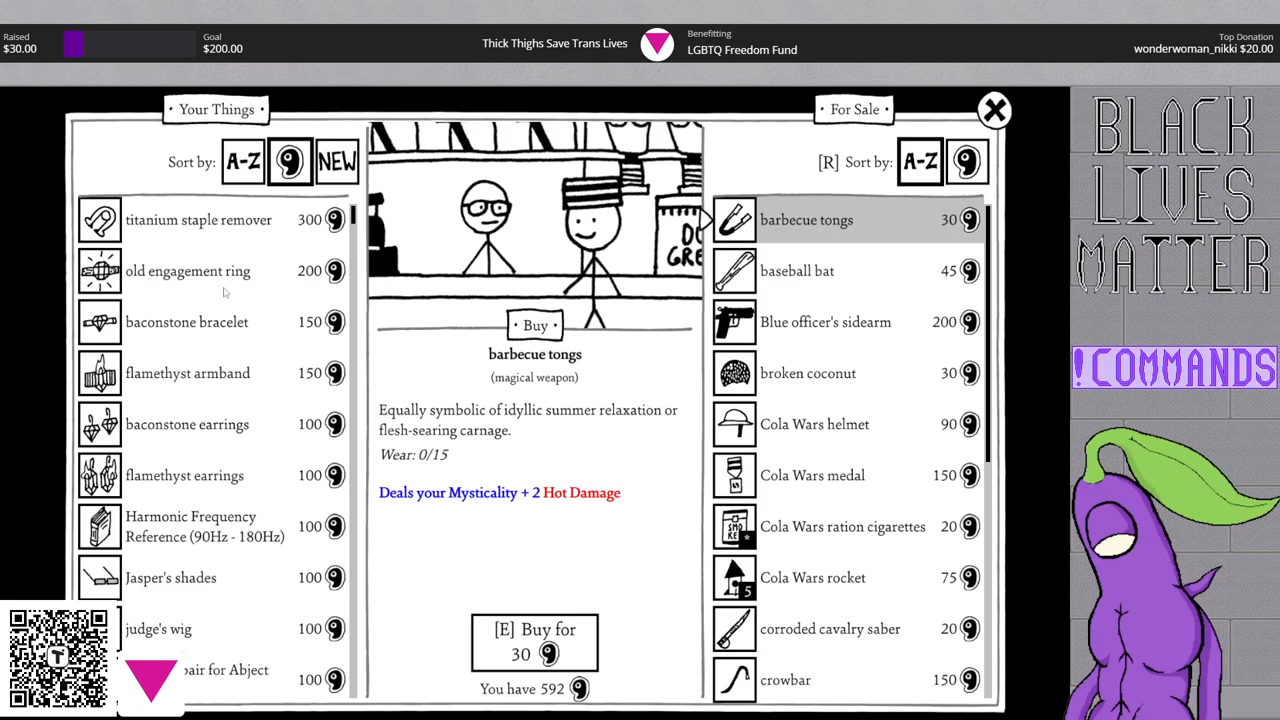 Raised
$30.00
Goal
$200.00
Thick Thighs Save Trans Lives
Benefitting
LGBTQ Freedom Fund
Top Donation
wonderwoman_nikki $20.00
· Your Things ·
Sort by: A-Z NEW
titanium staple remover 300
old engagement ring 200
baconstone bracelet 150
flamethyst armband 150
baconstone earrings 100
flamethyst earrings 100
Harmonic Frequency
Reference (90Hz - 180Hz) 100
Jasper's shades 100
judge's wig 100
pair for Abject
100
· Buy ·
barbecue tongs
(magical weapon)
Equally symbolic of idyllic summer relaxation or
flesh-searing carnage.
Wear: 0/15
Deals your Mysticality + 2 Hot Damage
[E] Buy for
30
You have 592
· For Sale ·
[R] Sort by: A-Z
barbecue tongs 30
baseball bat 45
Blue officer's sidearm 200
broken coconut 30
Cola Wars helmet 90
Cola Wars medal 150
Cola Wars ration cigarettes 20
Cola Wars rocket 75
5
corroded cavalry saber 20
crowbar 150
BLACK
LIVES
MATTER
!COMMANDS